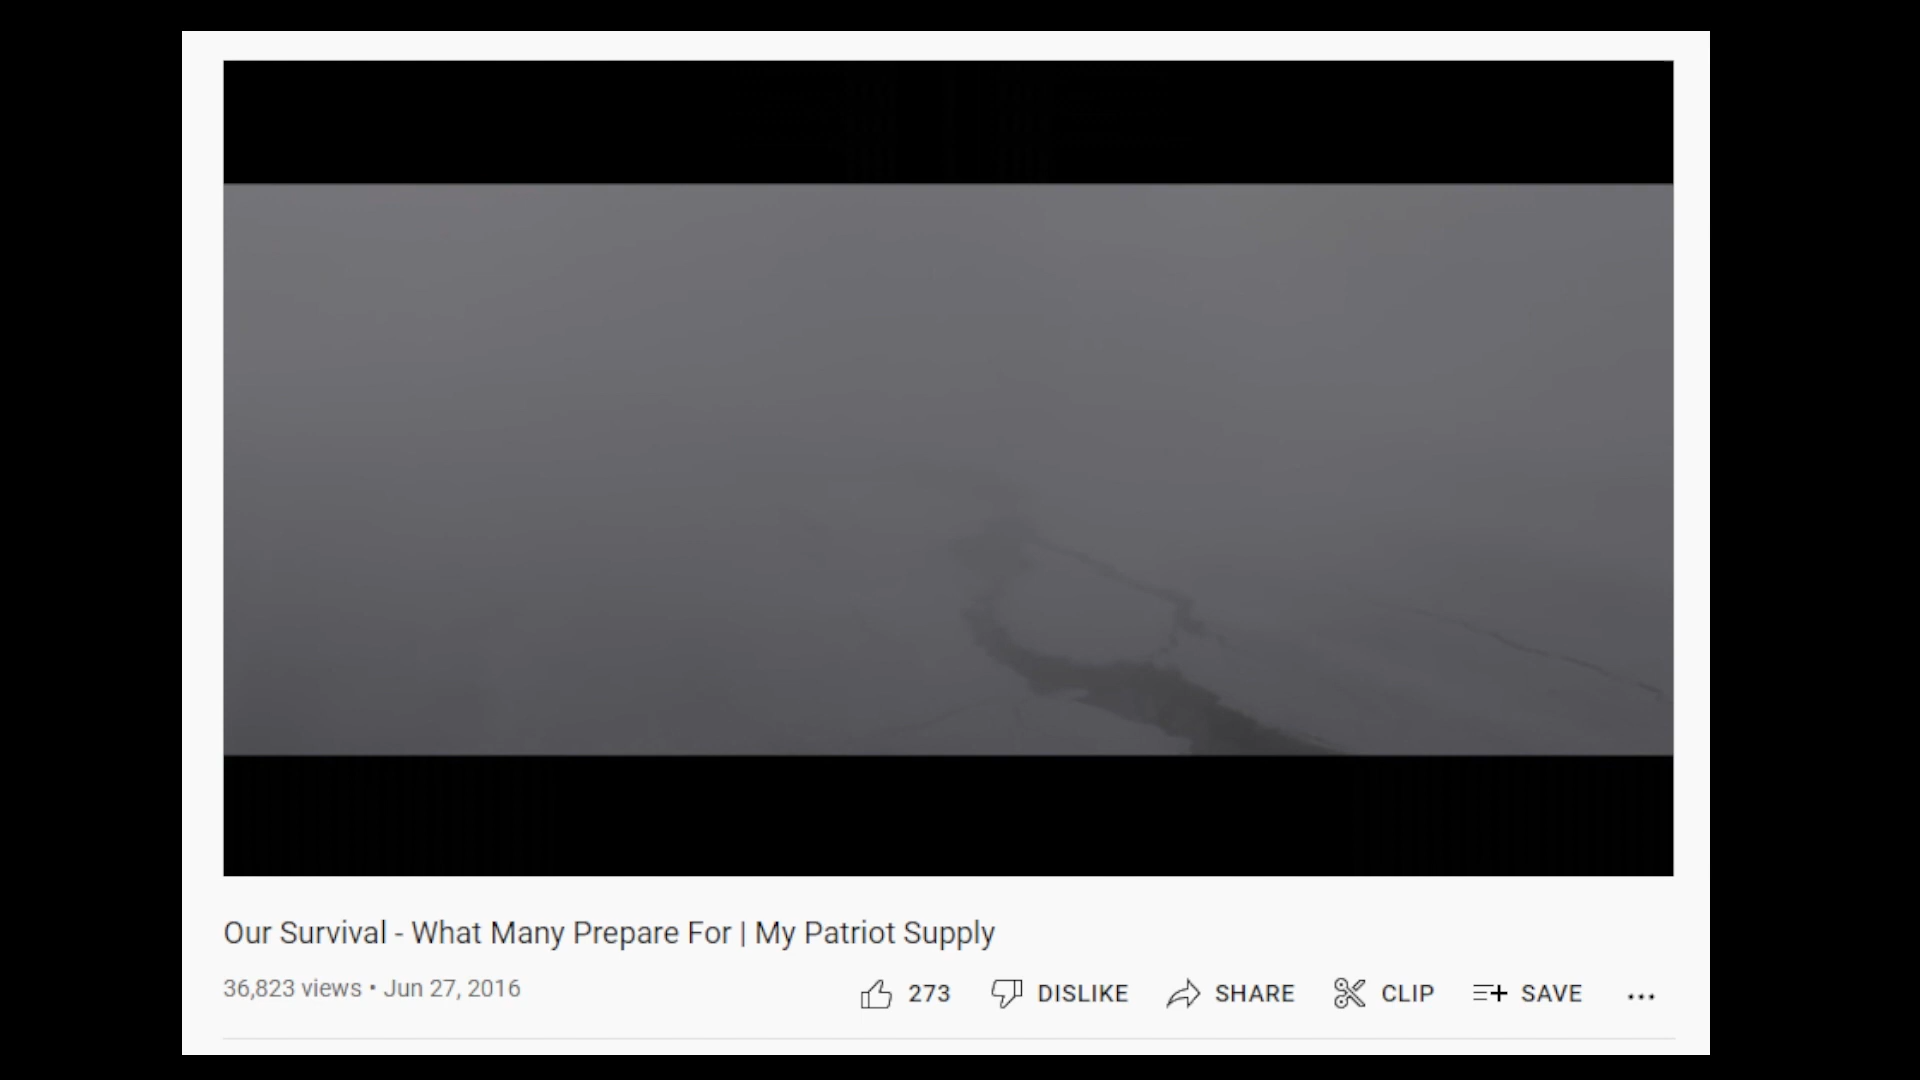 Our Survival - What Many Prepare For | My Patriot Supply
36,823 views • Jun 27, 2016
273 DISLIKE SHARE CLIP SAVE ...